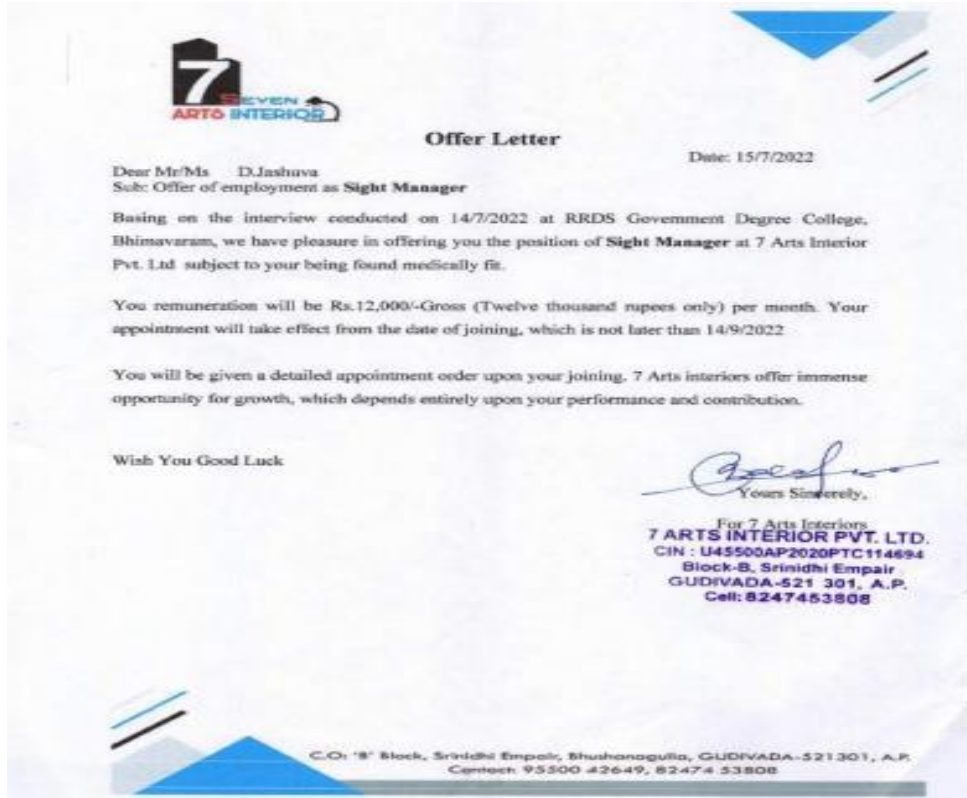 7
SEVEN
ARTS INTERIOR
Offer Letter
Date: 15/7/2022
Dear Mr/Ms D.Jashuva
Sub: Offer of employment as Sight Manager
Basing on the interview conducted on 14/7/2022 at RRDS Government Degree College,
Bhimavaram, we have pleasure in offering you the position of Sight Manager at 7 Arts Interior
Pvt. Ltd subject to your being found medically fit.
You remuneration will be Rs.12,000/-Gross (Twelve thousand rupees only) per month. Your
appointment will take effect from the date of joining, which is not later than 14/9/2022
You will be given a detailed appointment order upon your joining. 7 Arts interiors offer immense
opportunity for growth, which depends entirely upon your performance and contribution.
Wish You Good Luck
Yours Sincerely,
For 7 Arts Interiors
7 ARTS INTERIOR PVT. LTD.
CIN : U45500AP2020PTC114694
Block-B, Srinidhi Empair
GUDIVADA-521 301, A.P.
Cell: 8247453808
C.O: 'B' Block, Srinidhi Empair, Bhushanagulla, GUDIVADA-521301, A.P.
Contact: 95500 42649, 82474 53808